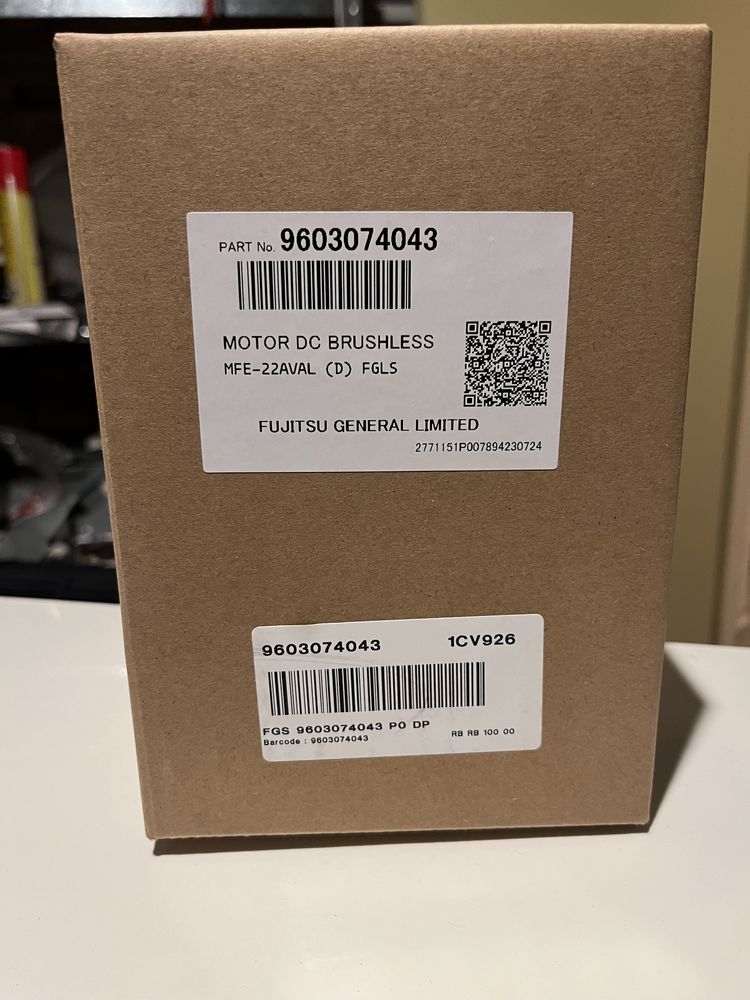 PART No. 9603074043
MOTOR DC BRUSHLESS
MFE-22AVAL (D) FGLS
FUJITSU GENERAL LIMITED
2771151P007894230724
9603074043 1CV926
FGS 9603074043 P0 DP
Barcode : 9603074043
RB RB 100 00